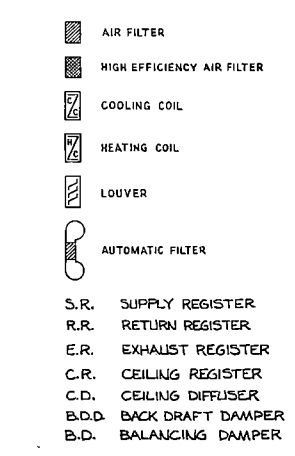 AIR FILTER
HIGH EFFICIENCY AIR FILTER
C/C COOLING COIL
H/C HEATING COIL
LOUVER
AUTOMATIC FILTER
S.R. SUPPLY REGISTER
R.R. RETURN REGISTER
E.R. EXHAUST REGISTER
C.R. CEILING REGISTER
C.D. CEILING DIFFUSER
B.D.D. BACK DRAFT DAMPER
B.D. BALANCING DAMPER